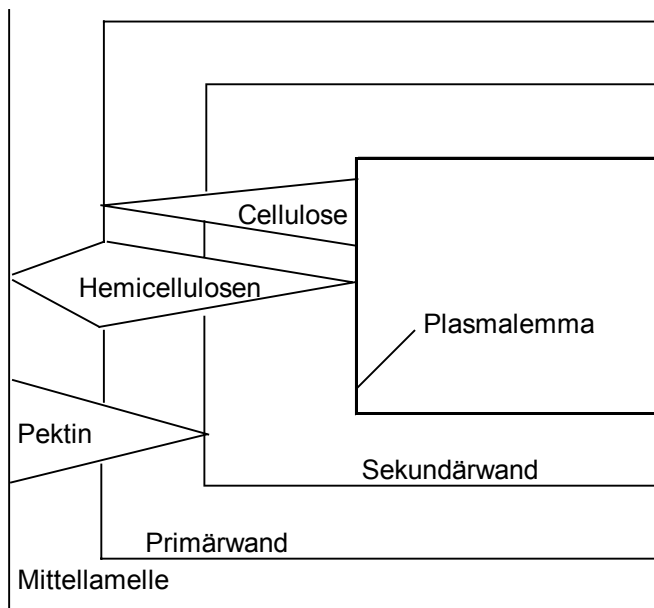 Cellulose
Hemicellulosen
Plasmalemma
Pektin
Sekundärwand
Primärwand
Mittellamelle